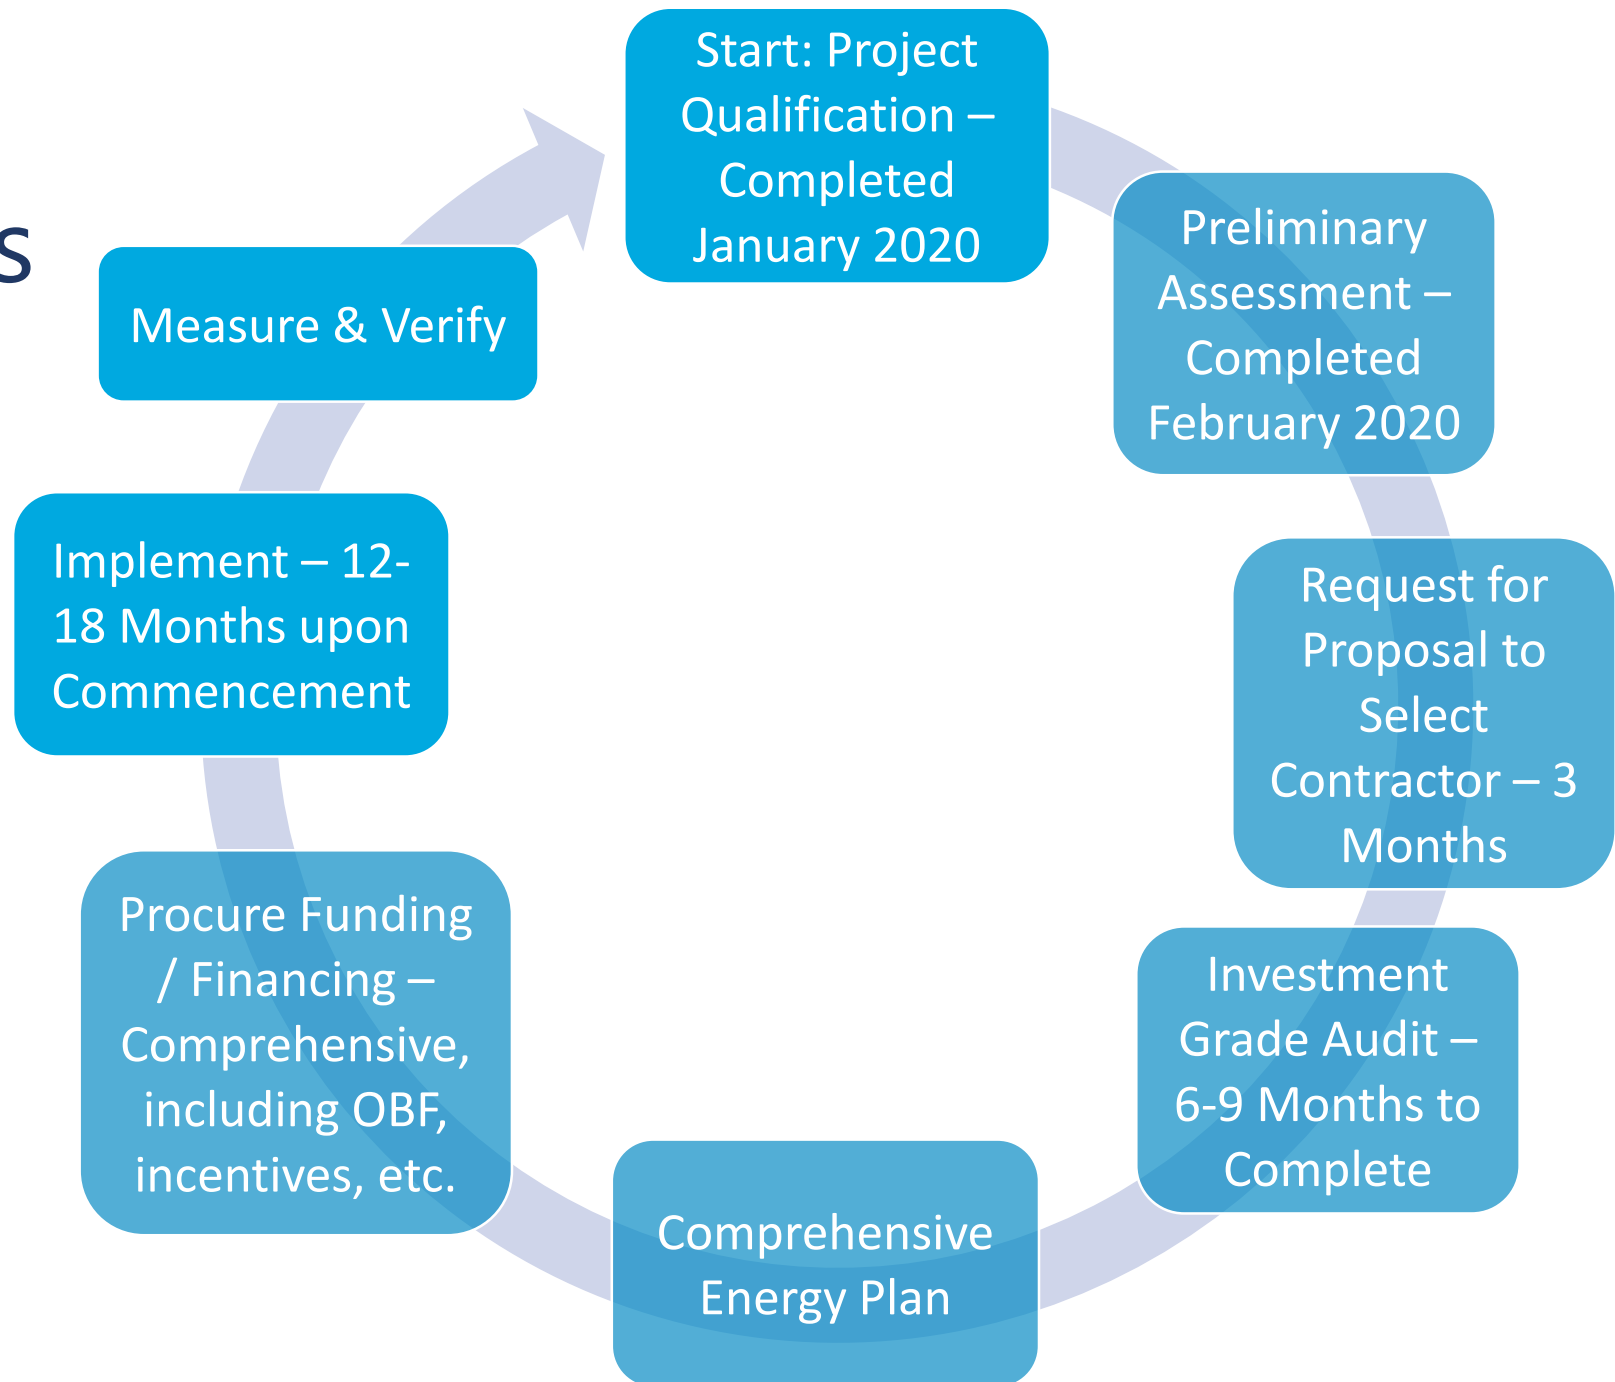 s
Start: Project
Qualification –
Completed
January 2020
Preliminary
Assessment –
Completed
February 2020
Request for
Proposal to
Select
Contractor – 3
Months
Investment
Grade Audit –
6-9 Months to
Complete
Comprehensive
Energy Plan
Procure Funding
/ Financing –
Comprehensive,
including OBF,
incentives, etc.
Implement – 12-
18 Months upon
Commencement
Measure & Verify